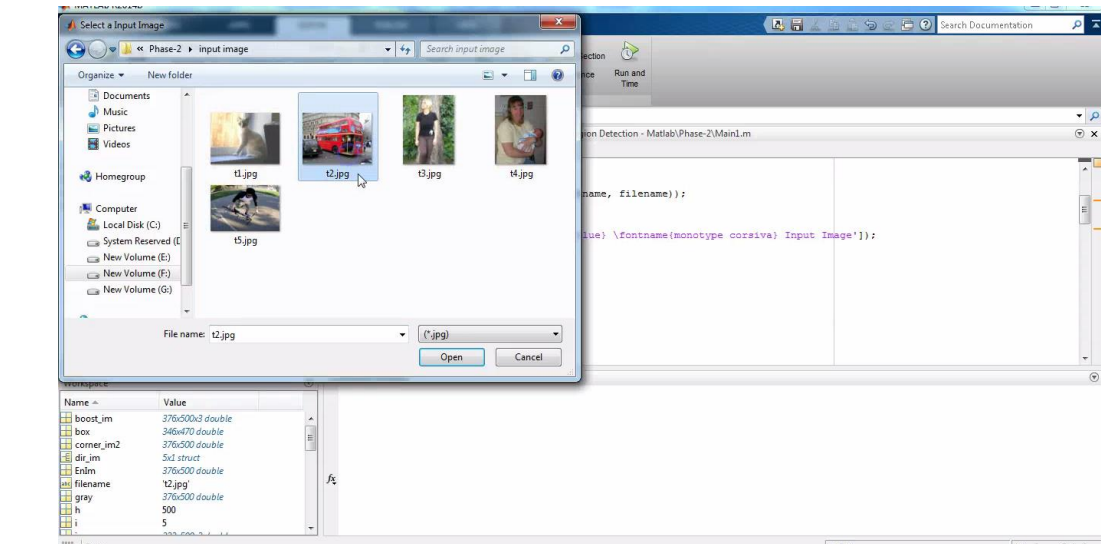 MATLAB R2014b
Select a Input Image
Search Documentation
« Phase-2 ▸ input image
Search input image
Organize
New folder
Run and
Time
Documents
Music
Pictures
Videos
Homegroup
Computer
Local Disk (C:)
System Reserved (D
New Volume (E:)
New Volume (F:)
New Volume (G:)
t1.jpg
t2.jpg
t3.jpg
t4.jpg
t5.jpg
File name:
t2.jpg
(*.jpg)
Open
Cancel
ion Detection - Matlab\Phase-2\Main1.m
name, filename));
lue} \fontname{monotype corsiva} Input Image']);
Workspace
Name
Value
boost_im 376x500x3 double
box 346x470 double
corner_im2 376x500 double
dir_im 5x1 struct
EnIm 376x500 double
filename 't2.jpg'
gray 376x500 double
h 500
i 5
fx